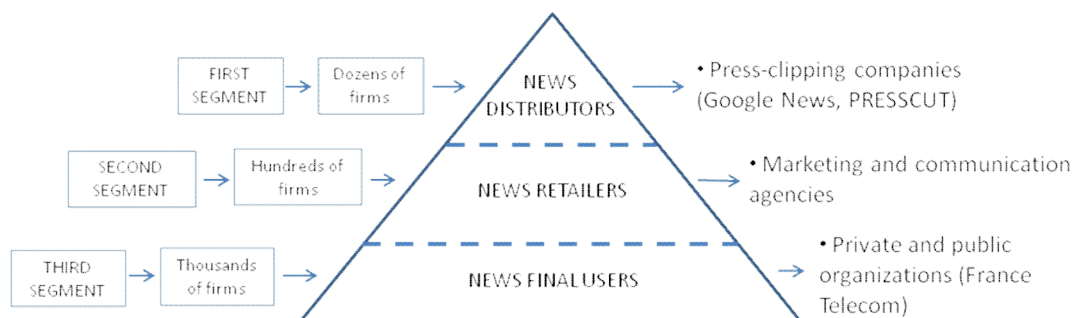 FIRST
SEGMENT
Dozens of
firms
NEWS
DISTRIBUTORS
• Press-clipping companies
(Google News, PRESSCUT)
SECOND
SEGMENT
Hundreds of
firms
NEWS RETAILERS
• Marketing and communication
agencies
THIRD
SEGMENT
Thousands
of firms
NEWS FINAL USERS
• Private and public
organizations (France
Telecom)